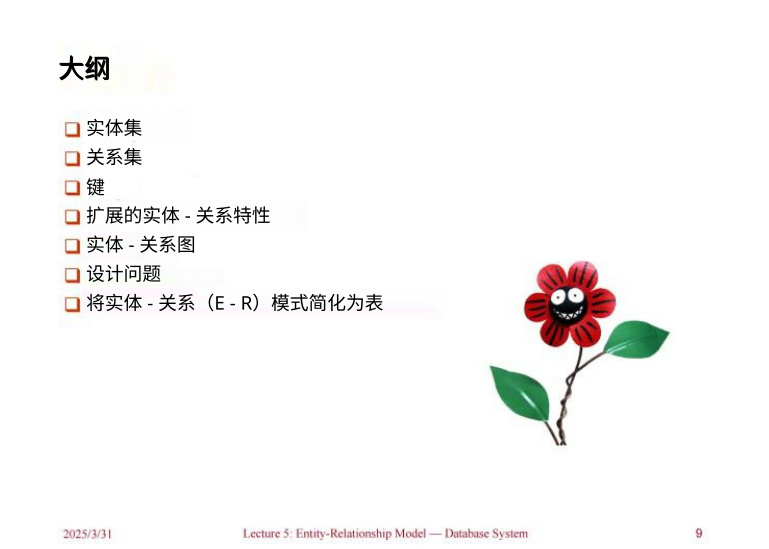 大纲
❑ 实体集
❑ 关系集
❑ 键
❑ 扩展的实体 - 关系特性
❑ 实体 - 关系图
❑ 设计问题
❑ 将实体 - 关系（E - R）模式简化为表
2025/3/31 Lecture 5: Entity-Relationship Model — Database System 9